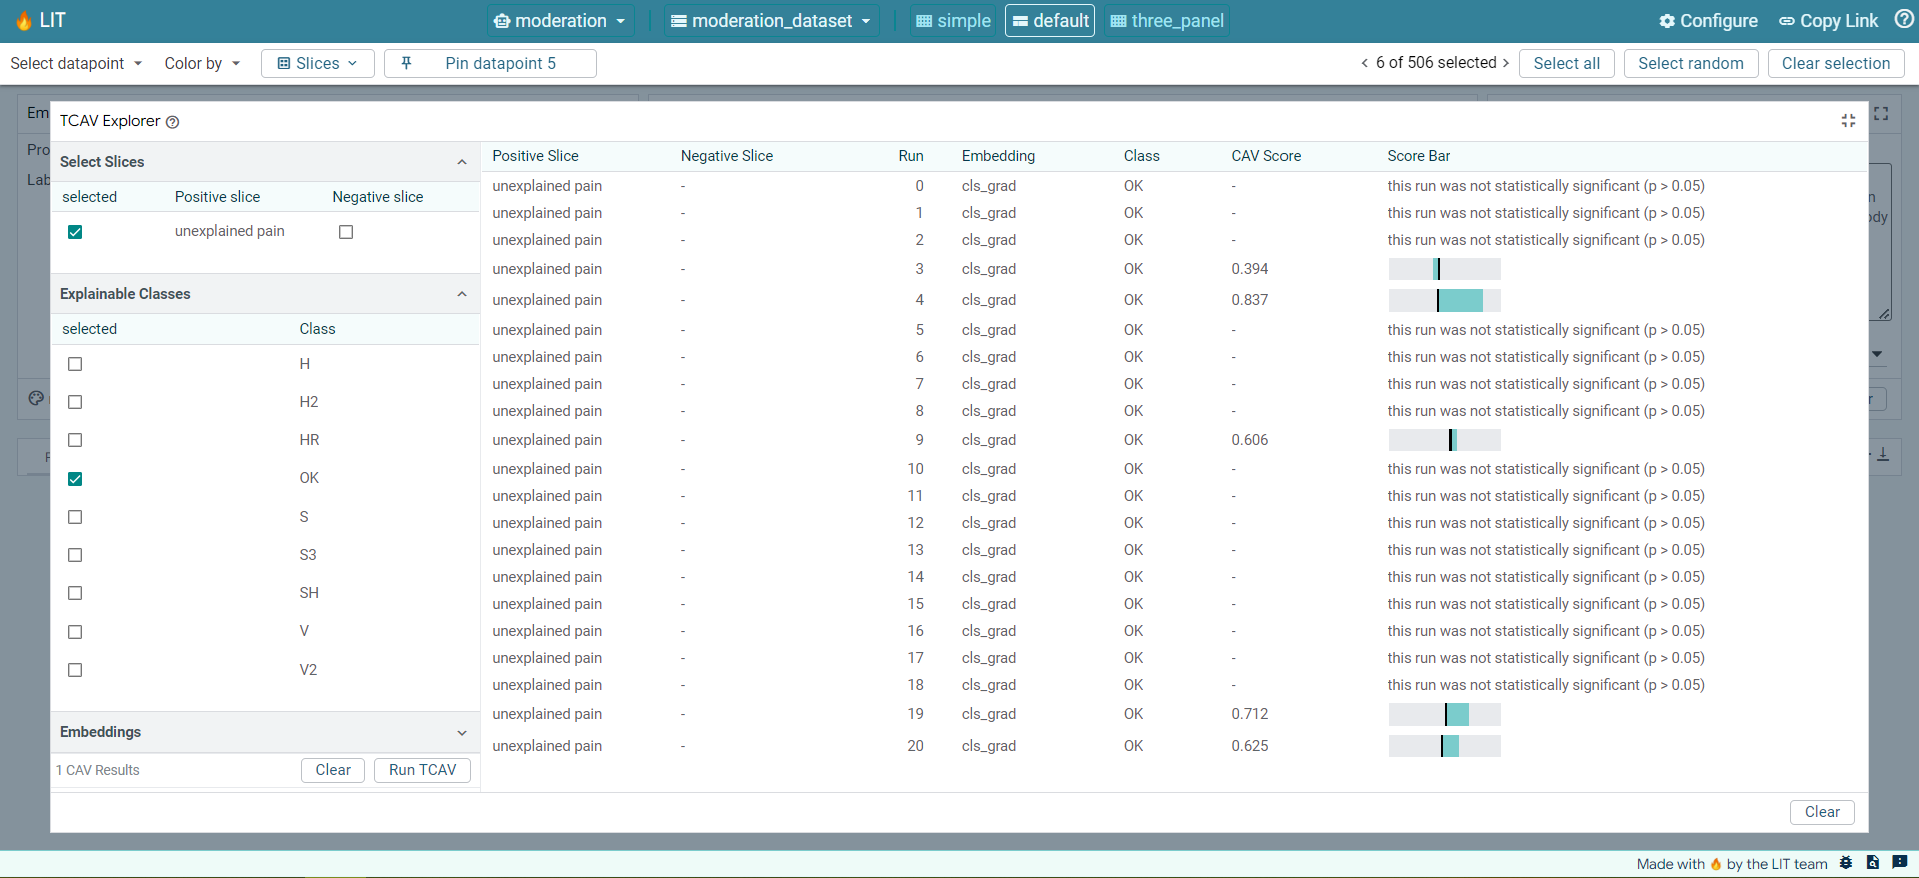 LIT moderation moderation_dataset simple default three_panel Configure Copy Link
Select datapoint Color by Slices Pin datapoint 5 6 of 506 selected Select all Select random Clear selection
Em
Pro
Lab
TCAV Explorer
Select Slices
selected Positive slice Negative slice
unexplained pain
Explainable Classes
selected Class
H
H2
HR
OK
S
S3
SH
V
V2
Embeddings
1 CAV Results Clear Run TCAV
Positive Slice Negative Slice Run Embedding Class CAV Score Score Bar
unexplained pain - 0 cls_grad OK - this run was not statistically significant (p > 0.05)
unexplained pain - 1 cls_grad OK - this run was not statistically significant (p > 0.05)
unexplained pain - 2 cls_grad OK - this run was not statistically significant (p > 0.05)
unexplained pain - 3 cls_grad OK 0.394
unexplained pain - 4 cls_grad OK 0.837
unexplained pain - 5 cls_grad OK - this run was not statistically significant (p > 0.05)
unexplained pain - 6 cls_grad OK - this run was not statistically significant (p > 0.05)
unexplained pain - 7 cls_grad OK - this run was not statistically significant (p > 0.05)
unexplained pain - 8 cls_grad OK - this run was not statistically significant (p > 0.05)
unexplained pain - 9 cls_grad OK 0.606
unexplained pain - 10 cls_grad OK - this run was not statistically significant (p > 0.05)
unexplained pain - 11 cls_grad OK - this run was not statistically significant (p > 0.05)
unexplained pain - 12 cls_grad OK - this run was not statistically significant (p > 0.05)
unexplained pain - 13 cls_grad OK - this run was not statistically significant (p > 0.05)
unexplained pain - 14 cls_grad OK - this run was not statistically significant (p > 0.05)
unexplained pain - 15 cls_grad OK - this run was not statistically significant (p > 0.05)
unexplained pain - 16 cls_grad OK - this run was not statistically significant (p > 0.05)
unexplained pain - 17 cls_grad OK - this run was not statistically significant (p > 0.05)
unexplained pain - 18 cls_grad OK - this run was not statistically significant (p > 0.05)
unexplained pain - 19 cls_grad OK 0.712
unexplained pain - 20 cls_grad OK 0.625
Clear
Made with by the LIT team